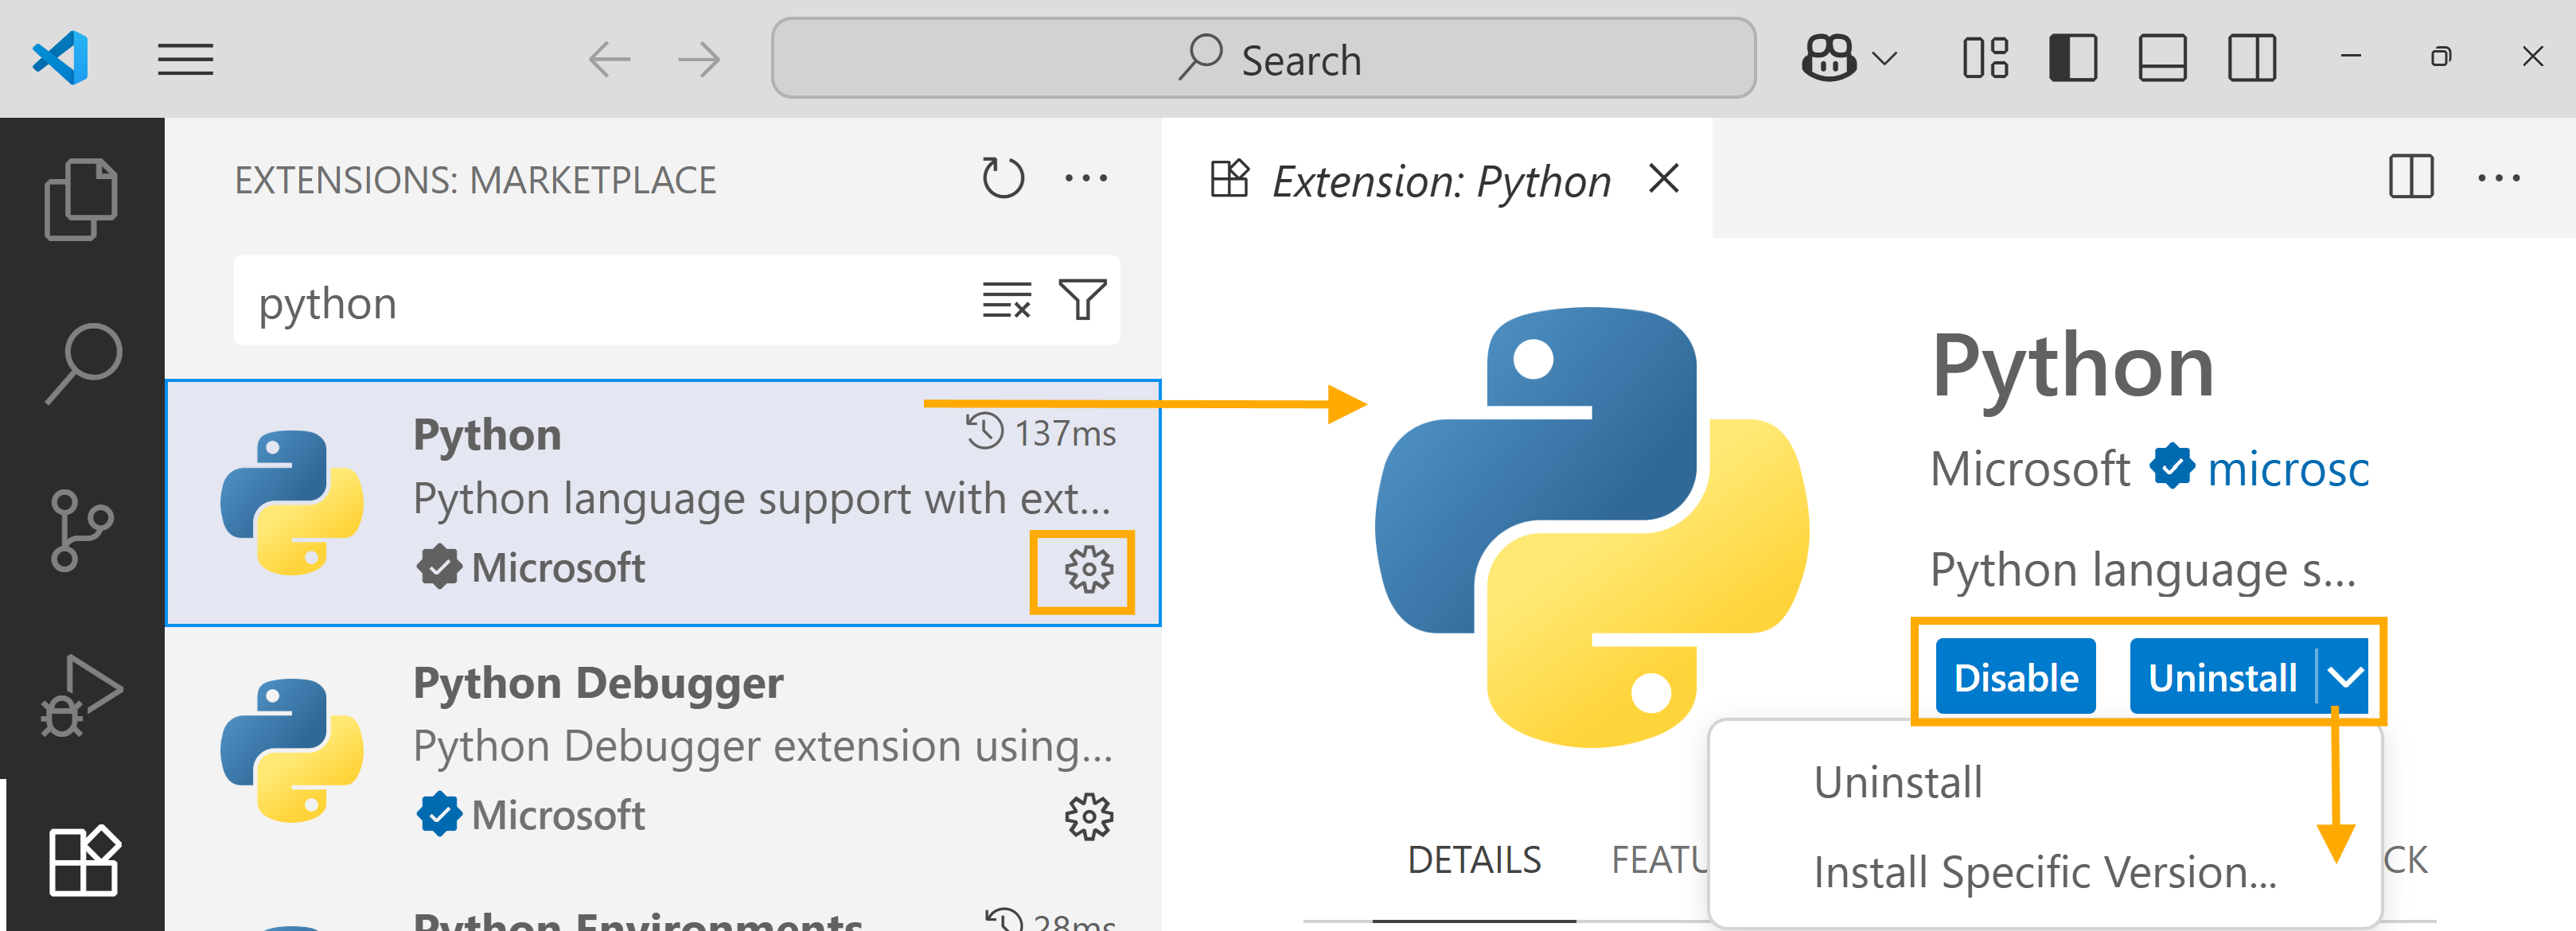 Search
EXTENSIONS: MARKETPLACE
Extension: Python
python
Python
137ms
Python language support with ext...
Microsoft
Python Debugger
Python Debugger extension using...
Microsoft
Python Environments
28ms
Python
Microsoft microsc
Python language s...
Disable
Uninstall
Uninstall
Install Specific Version...
DETAILS
FEATU
CK